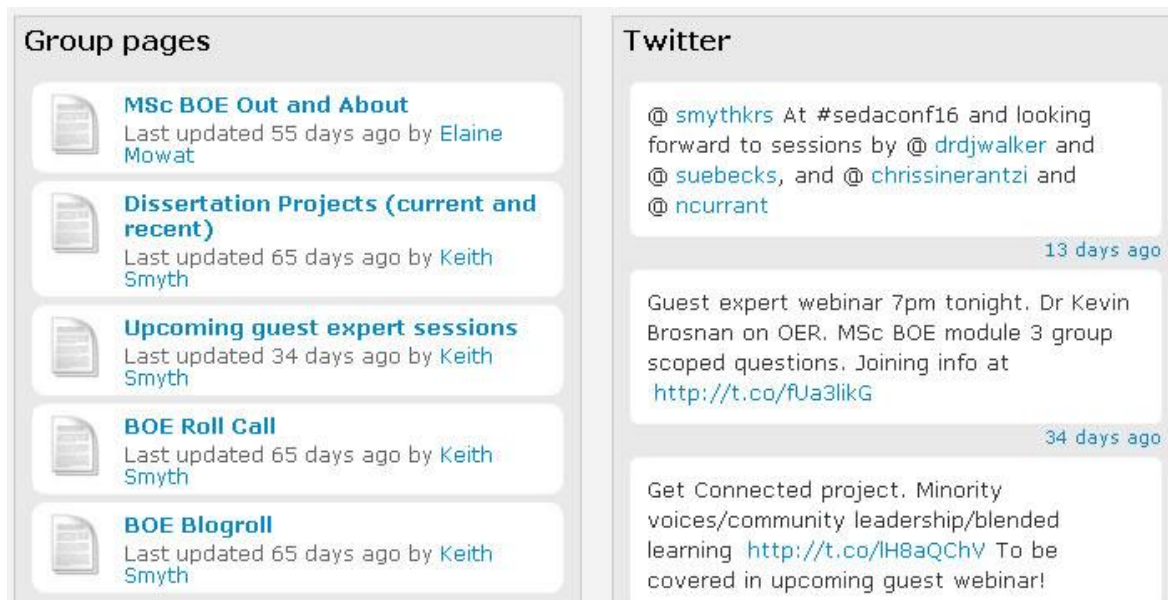 Group pages
MSc BOE Out and About
Last updated 55 days ago by Elaine
Mowat
Dissertation Projects (current and
recent)
Last updated 65 days ago by Keith
Smyth
Upcoming guest expert sessions
Last updated 34 days ago by Keith
Smyth
BOE Roll Call
Last updated 65 days ago by Keith
Smyth
BOE Blogroll
Last updated 65 days ago by Keith
Smyth
Twitter
@ smythkrs At #sedaconf16 and looking
forward to sessions by @ drdjwalker and
@ suebecks, and @ chrissinerantzi and
@ ncurrant
13 days ago
Guest expert webinar 7pm tonight. Dr Kevin
Brosnan on OER. MSc BOE module 3 group
scoped questions. Joining info at
http://t.co/fUa3likG
34 days ago
Get Connected project. Minority
voices/community leadership/blended
learning http://t.co/lH8aQChV To be
covered in upcoming guest webinar!